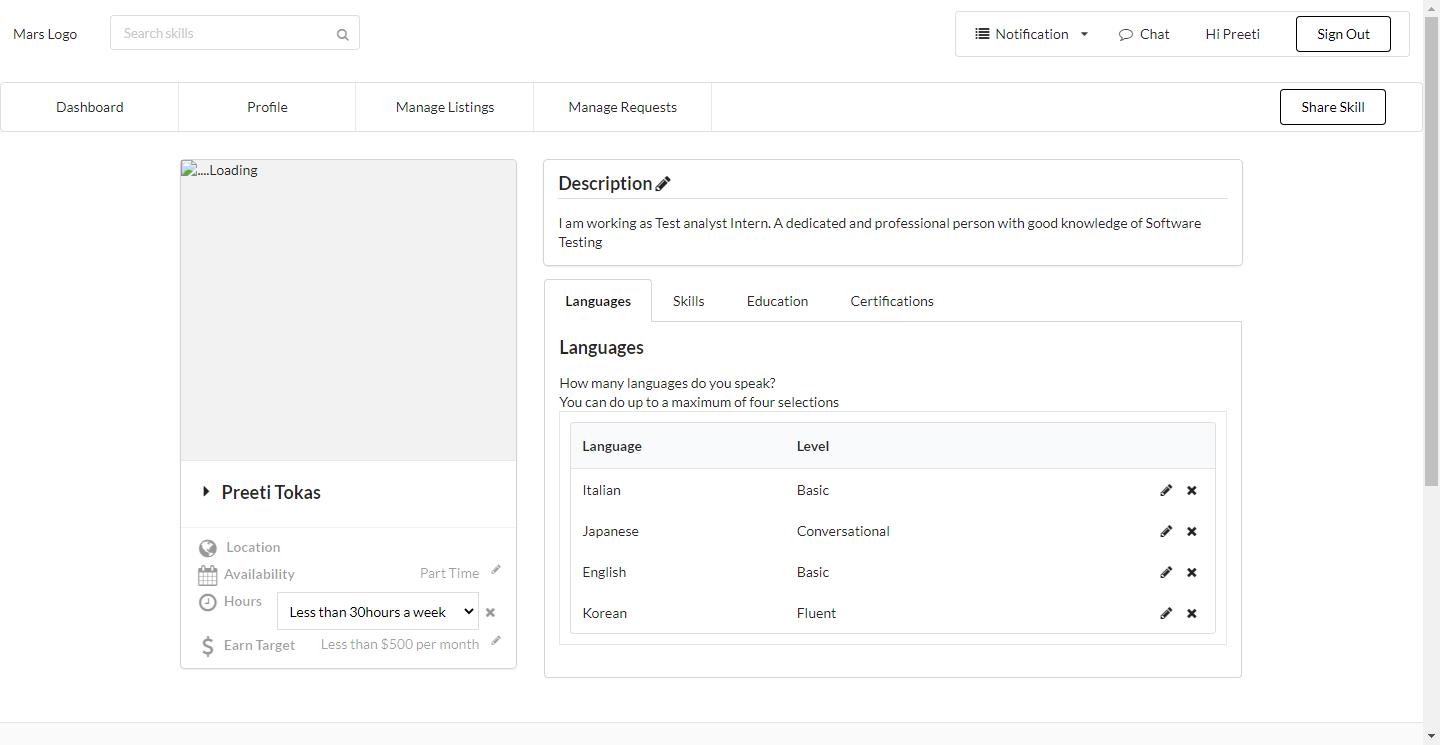 Mars Logo
Search skills
Notification
Chat
Hi Preeti
Sign Out
Dashboard
Profile
Manage Listings
Manage Requests
Share Skill
....Loading
Preeti Tokas
Location
Availability Part Time
Hours Less than 30hours a week
Earn Target Less than $500 per month
Description
I am working as Test analyst Intern. A dedicated and professional person with good knowledge of Software
Testing
Languages Skills Education Certifications
Languages
How many languages do you speak?
You can do up to a maximum of four selections
Language Level
Italian Basic
Japanese Conversational
English Basic
Korean Fluent